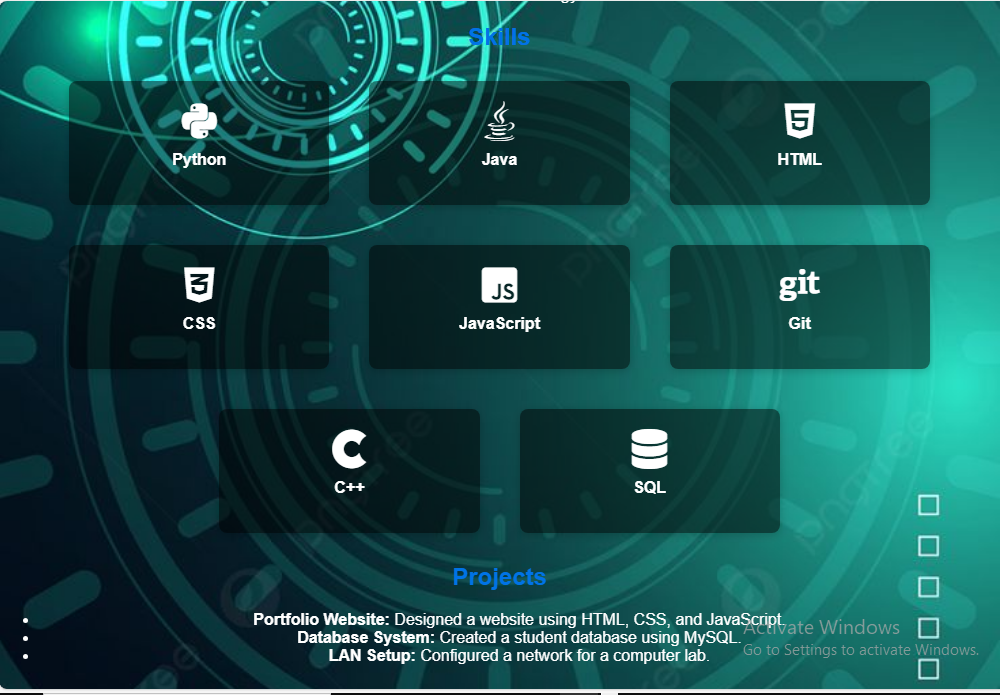 Skills
Python
Java
HTML
CSS
JS
JavaScript
git
Git
C++
SQL
Projects
Portfolio Website: Designed a website using HTML, CSS, and JavaScript.
Database System: Created a student database using MySQL.
LAN Setup: Configured a network for a computer lab.
Activate Windows
Go to Settings to activate Windows.
pngtree